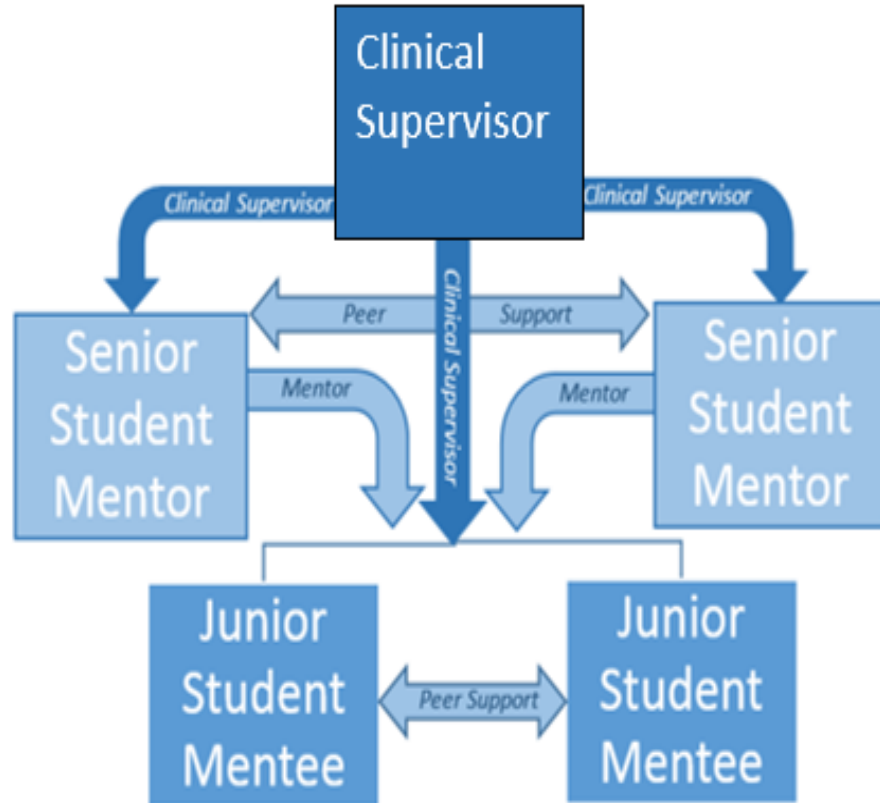 Clinical
Supervisor
Clinical Supervisor
Clinical Supervisor
Clinical Supervisor
Peer Support
Senior
Student
Mentor
Senior
Student
Mentor
Mentor
Mentor
Junior
Student
Mentee
Peer Support
Junior
Student
Mentee